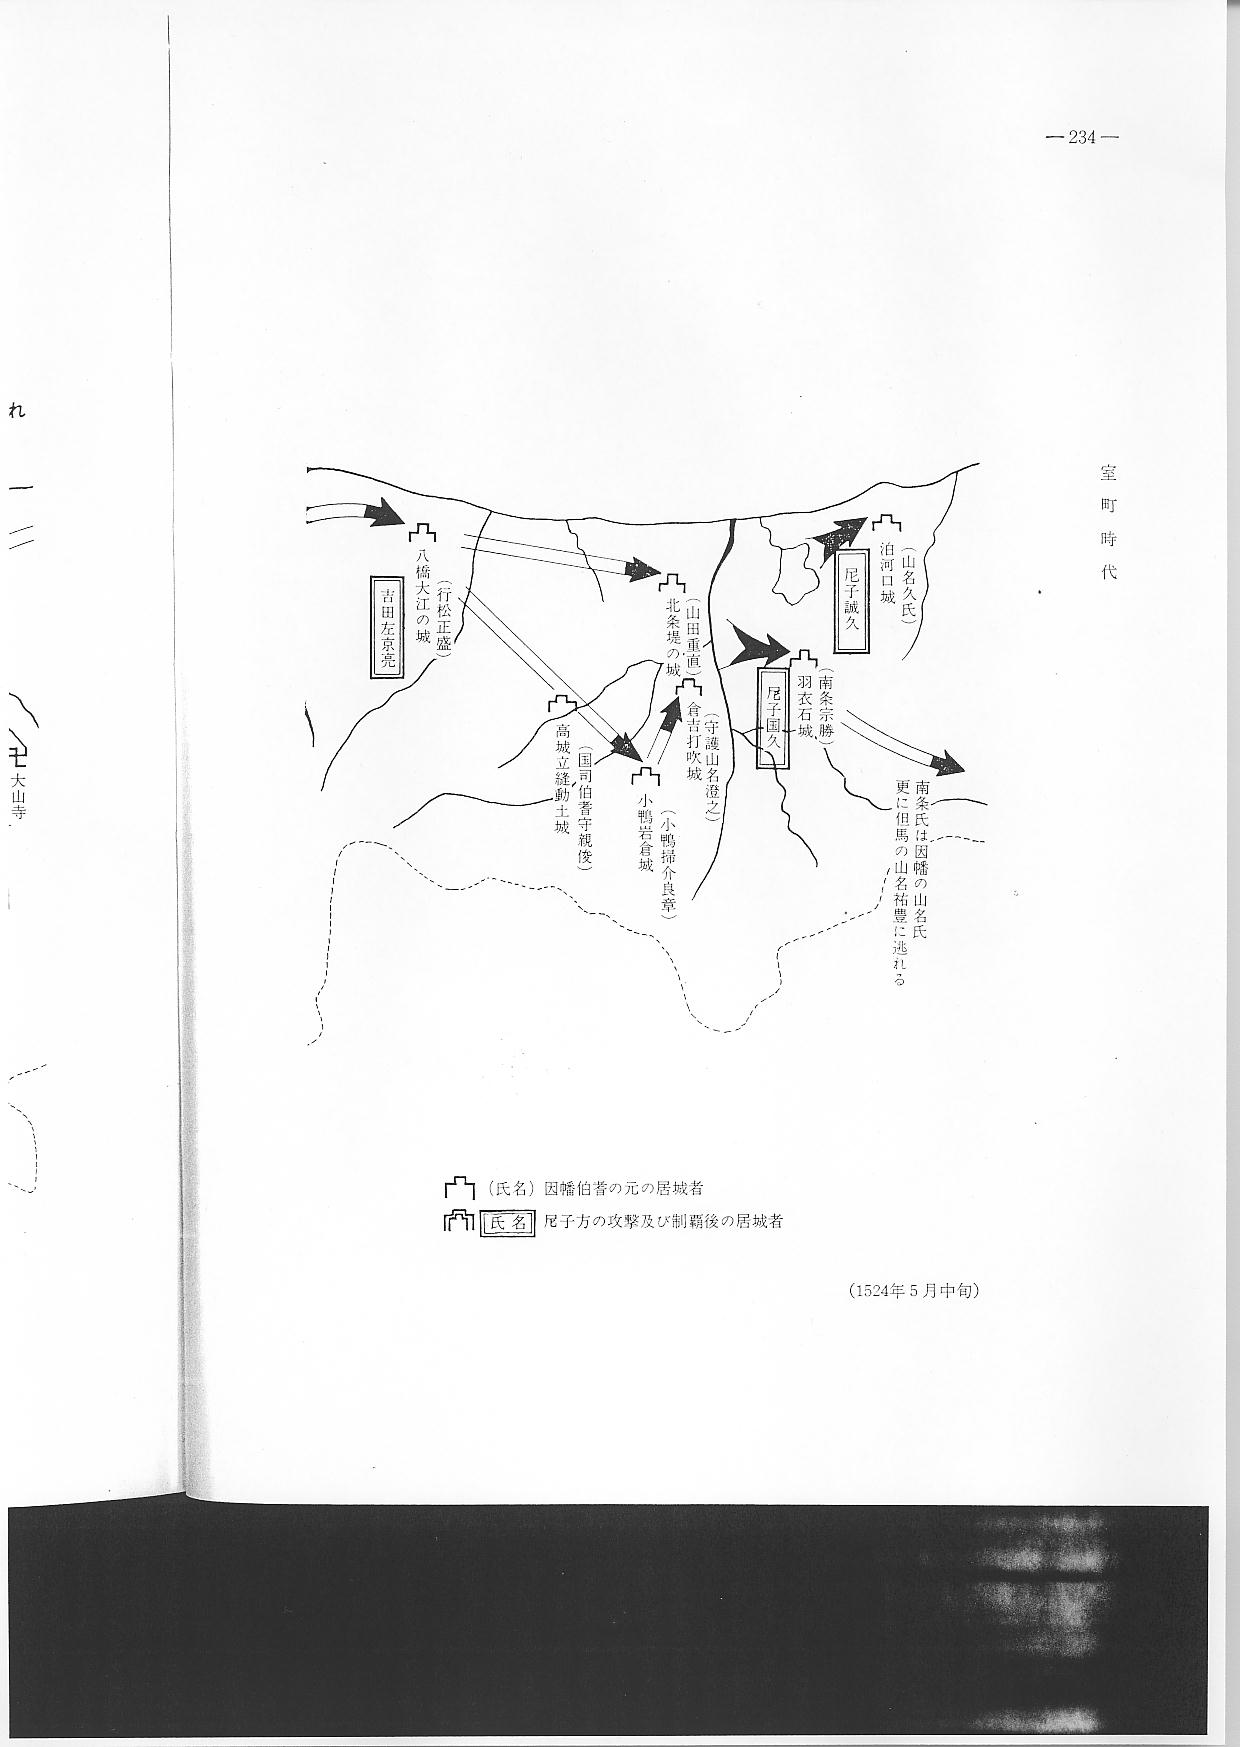 —234—
室町時代
(山名久氏)
泊河口城
尼子誠久
(南条宗勝)
羽衣石城
尼子国久
南条氏は因幡の山名氏
更に但馬の山名祐豊に逃れる
(山田重直)
北条堤の城
(守護山名澄之)
倉吉打吹城
(小鴨掃介良章)
小鴨岩倉城
(国司伯耆守親俊)
高城立縫動土城
(行松正盛)
八橋大江の城
吉田左京亮
(氏名) 因幡伯耆の元の居城者
氏名 尼子方の攻撃及び制覇後の居城者
(1524年5月中旬)
れ
卍
大山寺